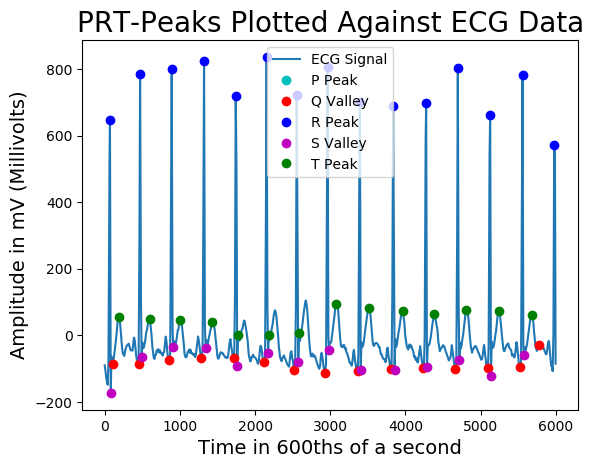 PRT-Peaks Plotted Against ECG Data
Amplitude in mV (Millivolts)
800
600
400
200
0
−200
ECG Signal
P Peak
Q Valley
R Peak
S Valley
T Peak
0 1000 2000 3000 4000 5000 6000
Time in 600ths of a second